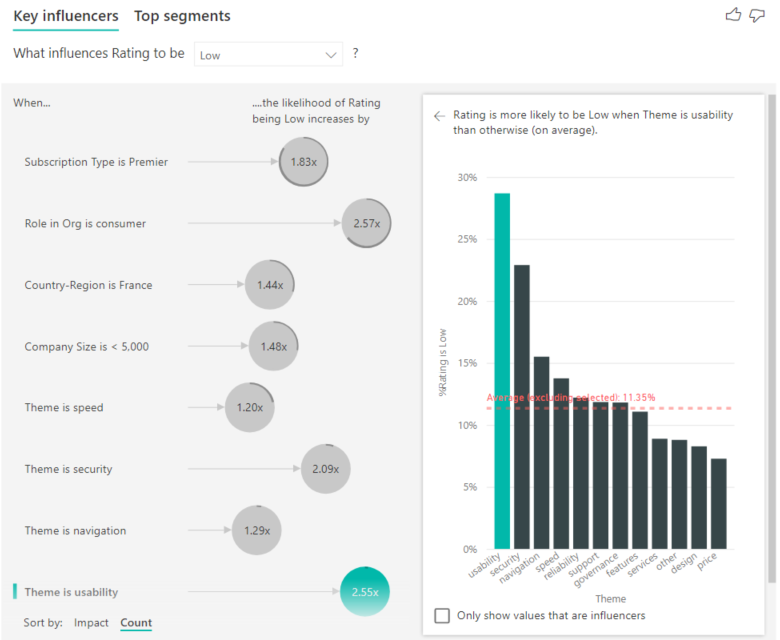 Key influencers Top segments
What influences Rating to be Low ?
When...
....the likelihood of Rating
being Low increases by
Subscription Type is Premier 1.83x
Role in Org is consumer 2.57x
Country-Region is France 1.44x
Company Size is < 5,000 1.48x
Theme is speed 1.20x
Theme is security 2.09x
Theme is navigation 1.29x
Theme is usability 2.55x
Sort by: Impact Count
Rating is more likely to be Low when Theme is usability
than otherwise (on average).
%Rating is Low
30%
25%
20%
15%
10%
5%
0%
Average (excluding selected): 11.35%
usability
security
navigation
speed
reliability
support
governance
features
services
other
design
price
Theme
Only show values that are influencers